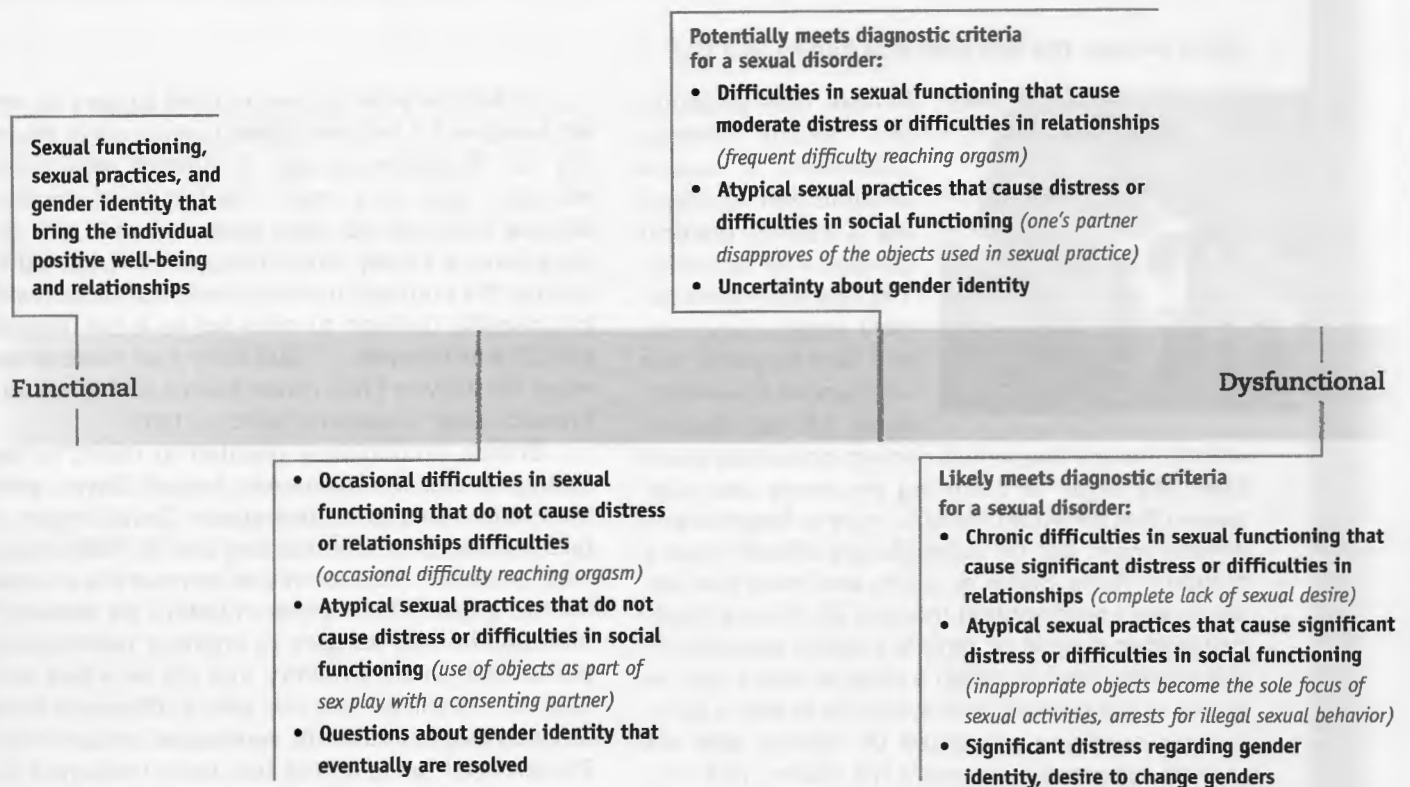 Sexual functioning,
sexual practices, and
gender identity that
bring the individual
positive well-being
and relationships
Functional
• Occasional difficulties in sexual
functioning that do not cause distress
or relationships difficulties
(occasional difficulty reaching orgasm)
• Atypical sexual practices that do not
cause distress or difficulties in social
functioning (use of objects as part of
sex play with a consenting partner)
• Questions about gender identity that
eventually are resolved
Potentially meets diagnostic criteria
for a sexual disorder:
• Difficulties in sexual functioning that cause
moderate distress or difficulties in relationships
(frequent difficulty reaching orgasm)
• Atypical sexual practices that cause distress or
difficulties in social functioning (one's partner
disapproves of the objects used in sexual practice)
• Uncertainty about gender identity
Dysfunctional
Likely meets diagnostic criteria
for a sexual disorder:
• Chronic difficulties in sexual functioning that
cause significant distress or difficulties in
relationships (complete lack of sexual desire)
• Atypical sexual practices that cause significant
distress or difficulties in social functioning
(inappropriate objects become the sole focus of
sexual activities, arrests for illegal sexual behavior)
• Significant distress regarding gender
identity, desire to change genders